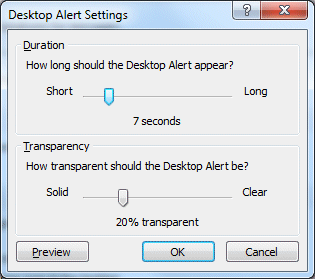 Desktop Alert Settings
Duration
How long should the Desktop Alert appear?
Short Long
7 seconds
Transparency
How transparent should the Desktop Alert be?
Solid Clear
20% transparent
Preview OK Cancel